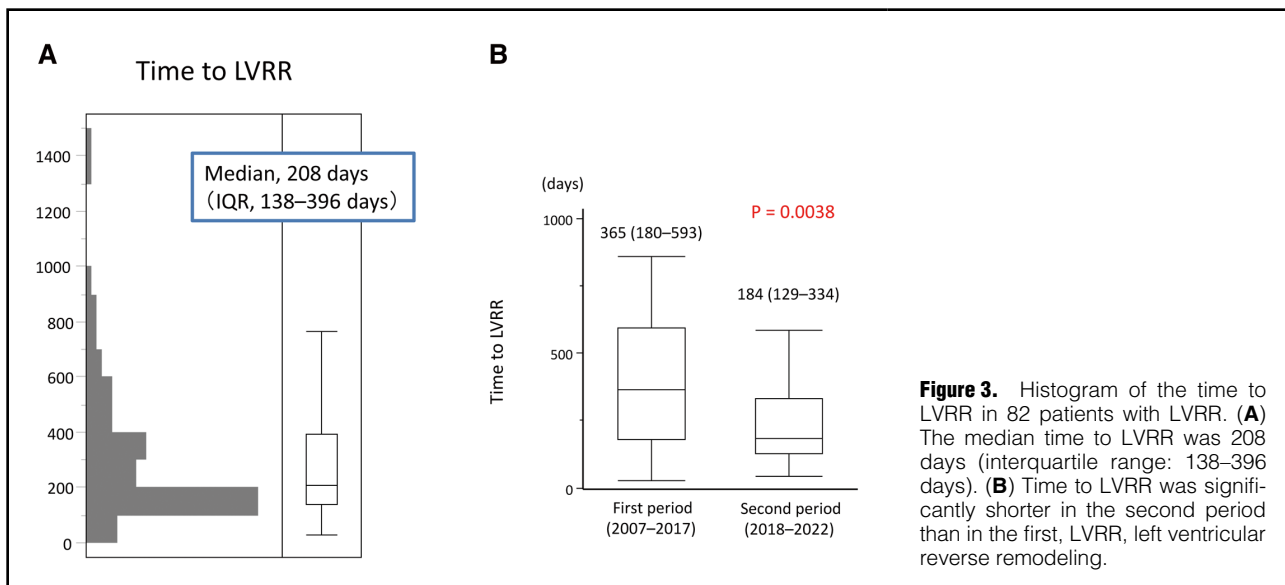 A
Time to LVRR
1400
1200
1000
800
600
400
200
0
Median, 208 days
(IQR, 138–396 days)
B
(days)
1000
500
0
Time to LVRR
P = 0.0038
365 (180–593)
184 (129–334)
First period
(2007–2017)
Second period
(2018–2022)
Figure 3. Histogram of the time to
LVRR in 82 patients with LVRR. (A)
The median time to LVRR was 208
days (interquartile range: 138–396
days). (B) Time to LVRR was signifi-
cantly shorter in the second period
than in the first, LVRR, left ventricular
reverse remodeling.